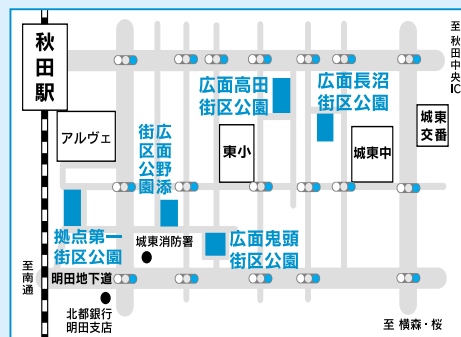 秋田駅
至秋田中央IC
広面高田
街区公園
広面長沼
街区公園
城東
交番
アルヴェ
広面野添
街区公園
東小
城東中
拠点第一
街区公園
城東消防署
広面鬼頭
街区公園
至南通
明田地下道
北都銀行
明田支店
至 横森・桜